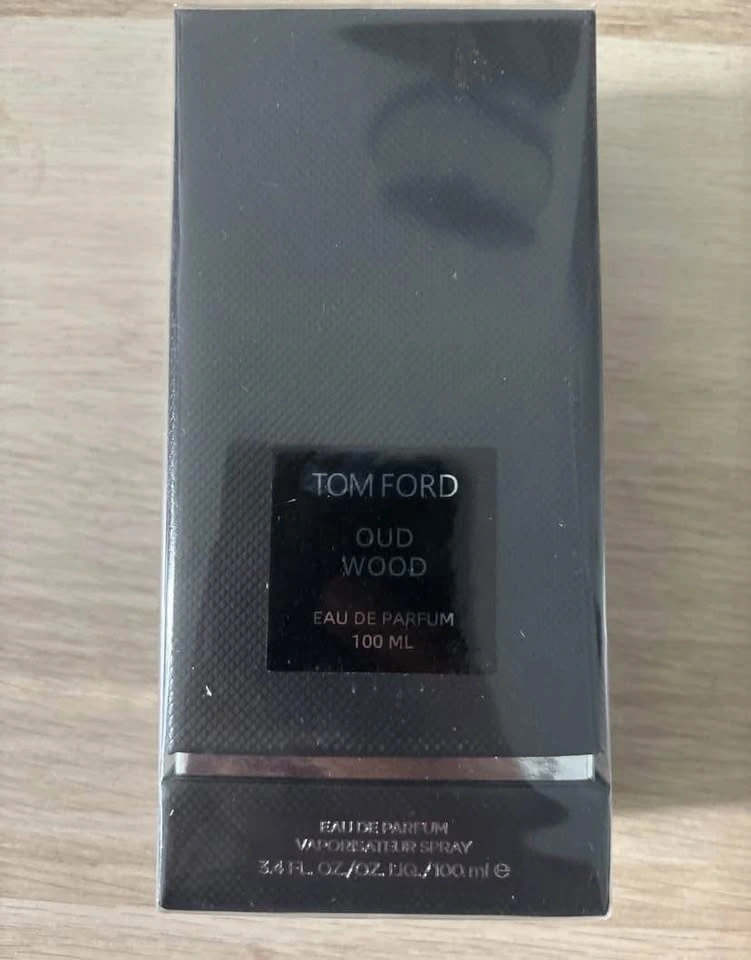 TOM FORD
OUD
WOOD
EAU DE PARFUM
100 ML
EAU DE PARFUM
VAPORISATEUR SPRAY
3.4 FL. OZ./OZ. LIQ./100 ml ℮